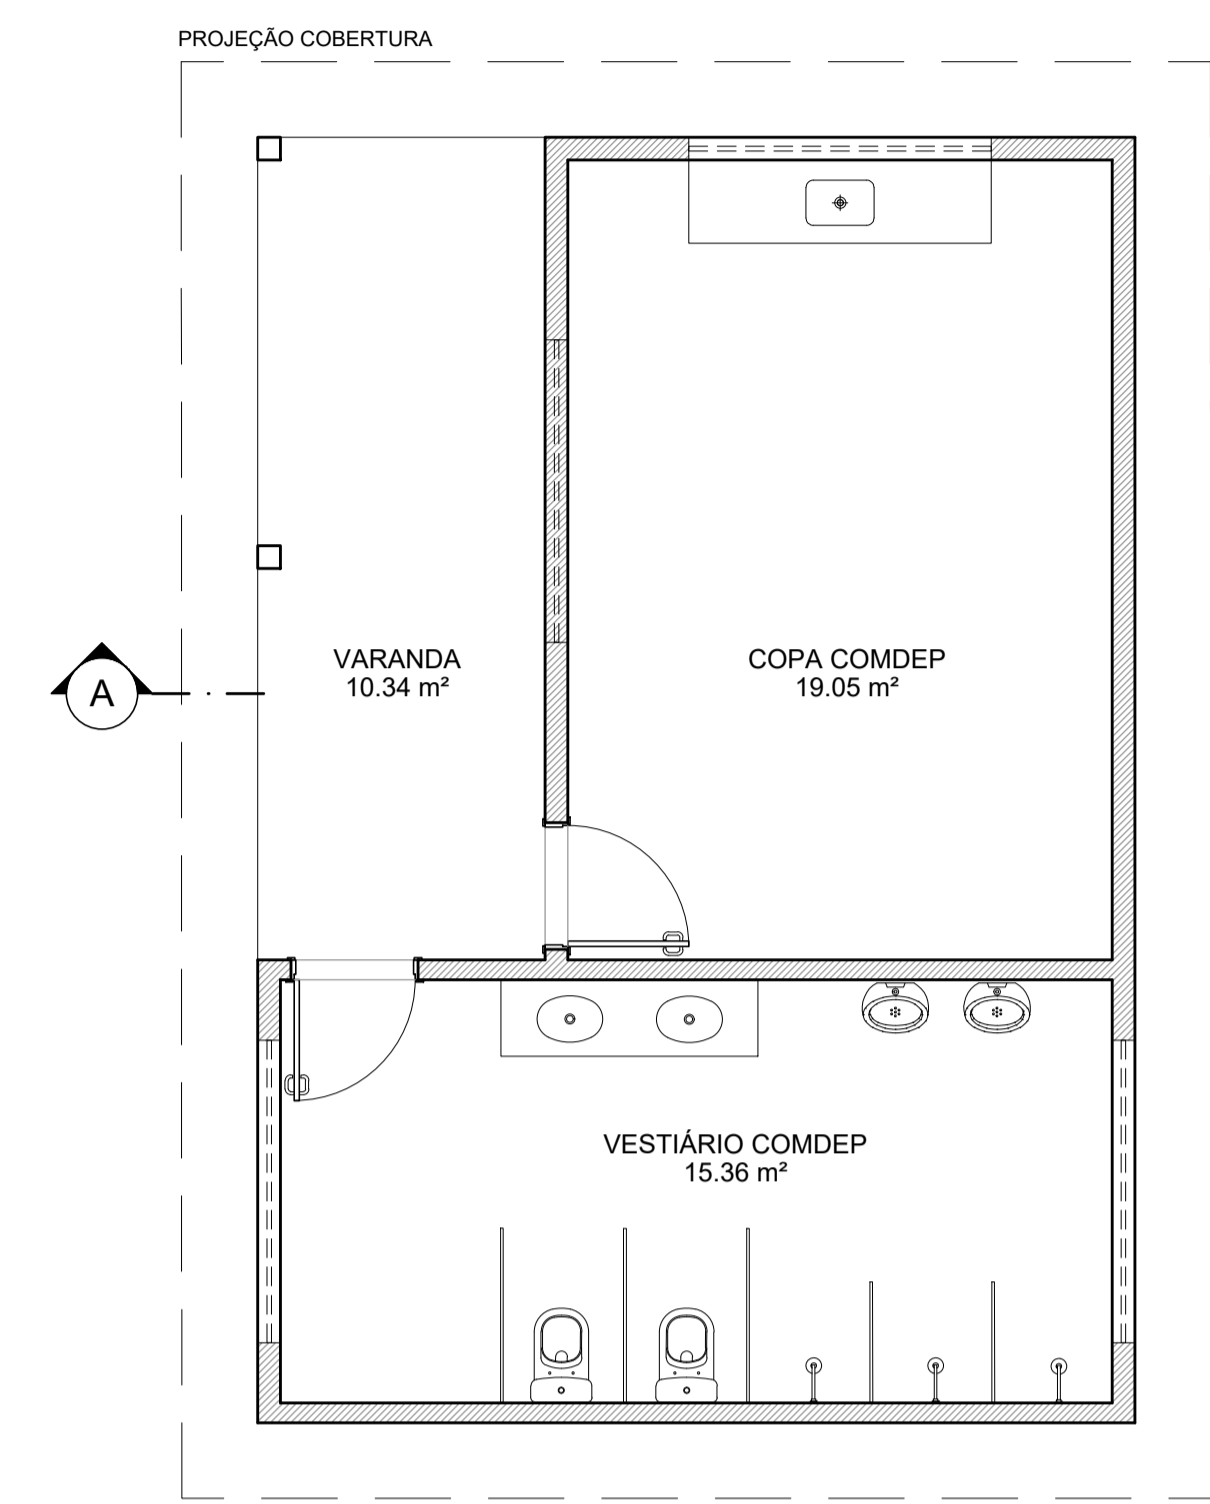 PROJEÇÃO COBERTURA
VARANDA
10.34 m²
COPA COMDEP
19.05 m²
A
VESTIÁRIO COMDEP
15.36 m²